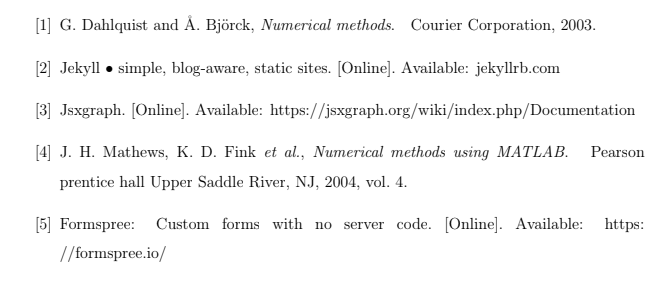 [1] G. Dahlquist and Å. Björck, Numerical methods. Courier Corporation, 2003.
[2] Jekyll • simple, blog-aware, static sites. [Online]. Available: jekyllrb.com
[3] Jsxgraph. [Online]. Available: https://jsxgraph.org/wiki/index.php/Documentation
[4] J. H. Mathews, K. D. Fink et al., Numerical methods using MATLAB. Pearson
prentice hall Upper Saddle River, NJ, 2004, vol. 4.
[5] Formspree: Custom forms with no server code. [Online]. Available: https:
//formspree.io/